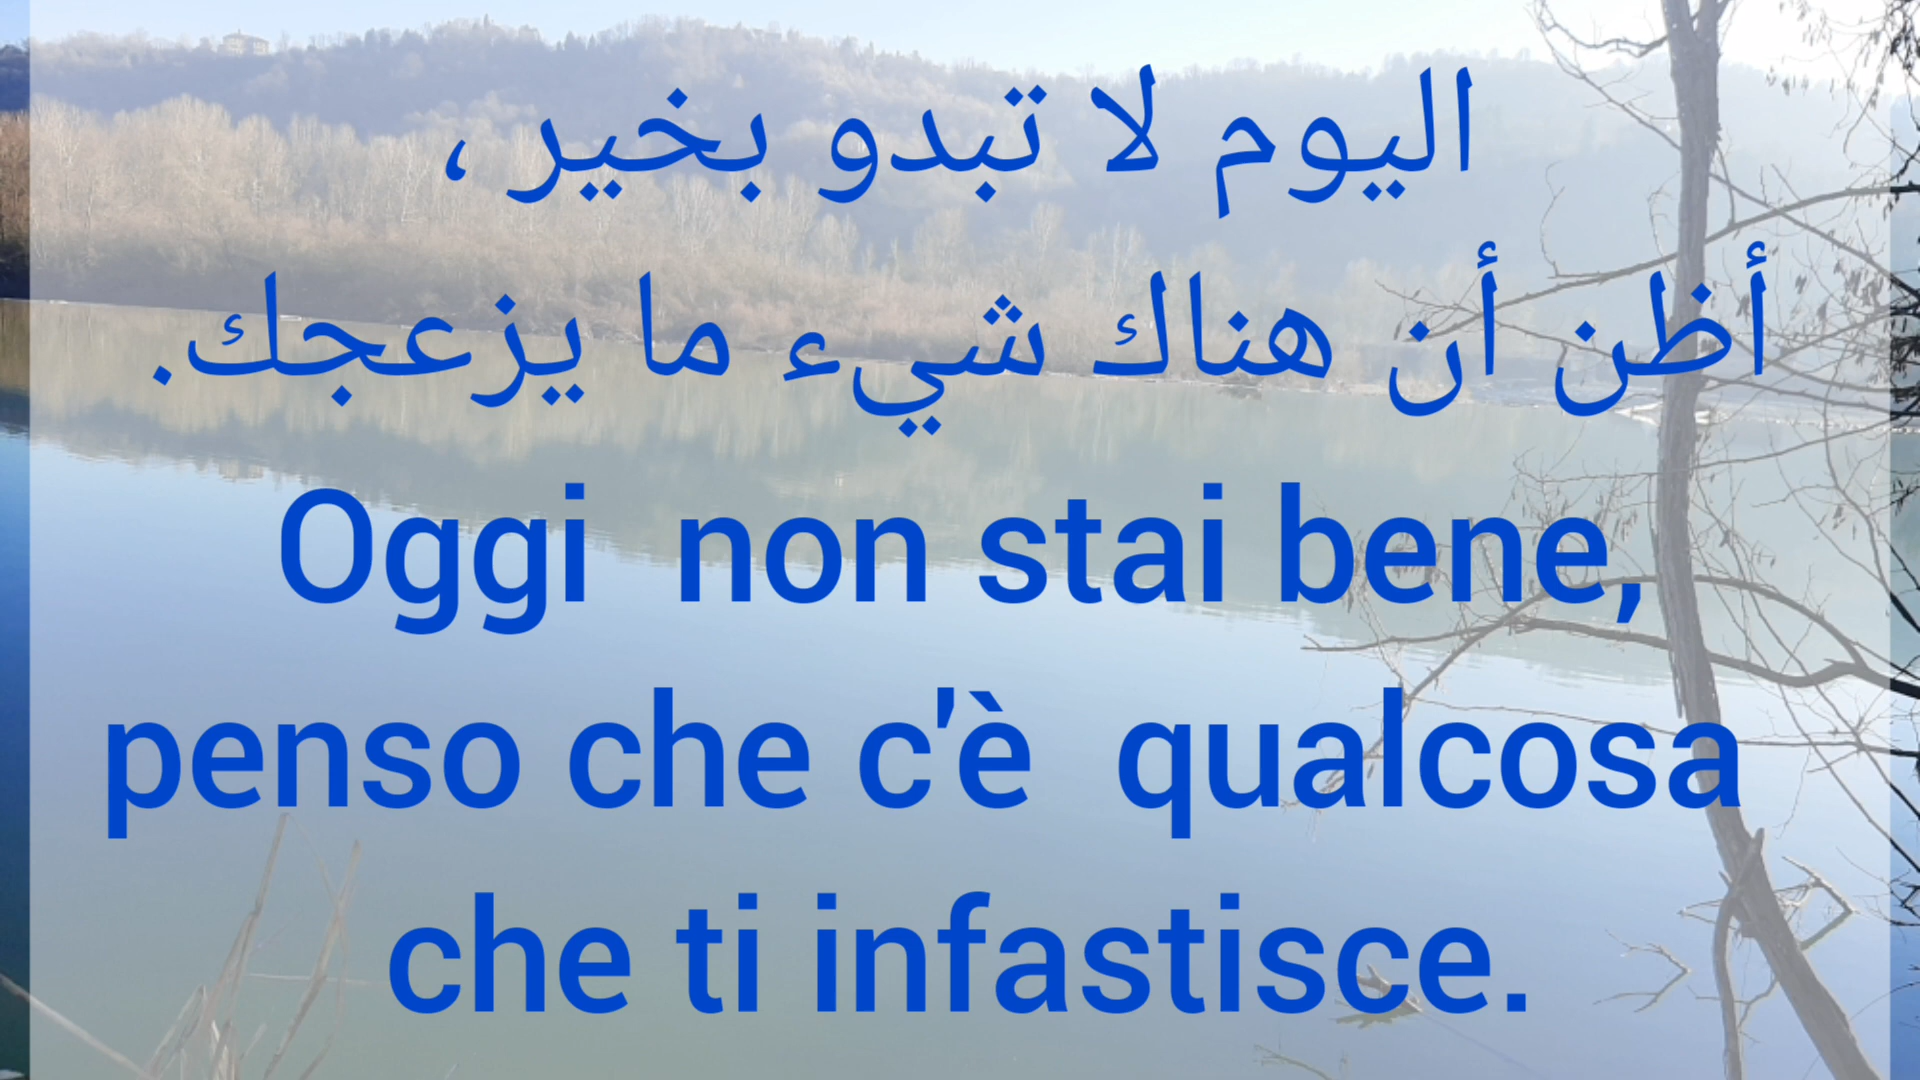 اليوم لا تبدو بخير ،
أظن أن هناك شيء ما يزعجك.
Oggi  non stai bene,
penso che c'è  qualcosa
che ti infastisce.